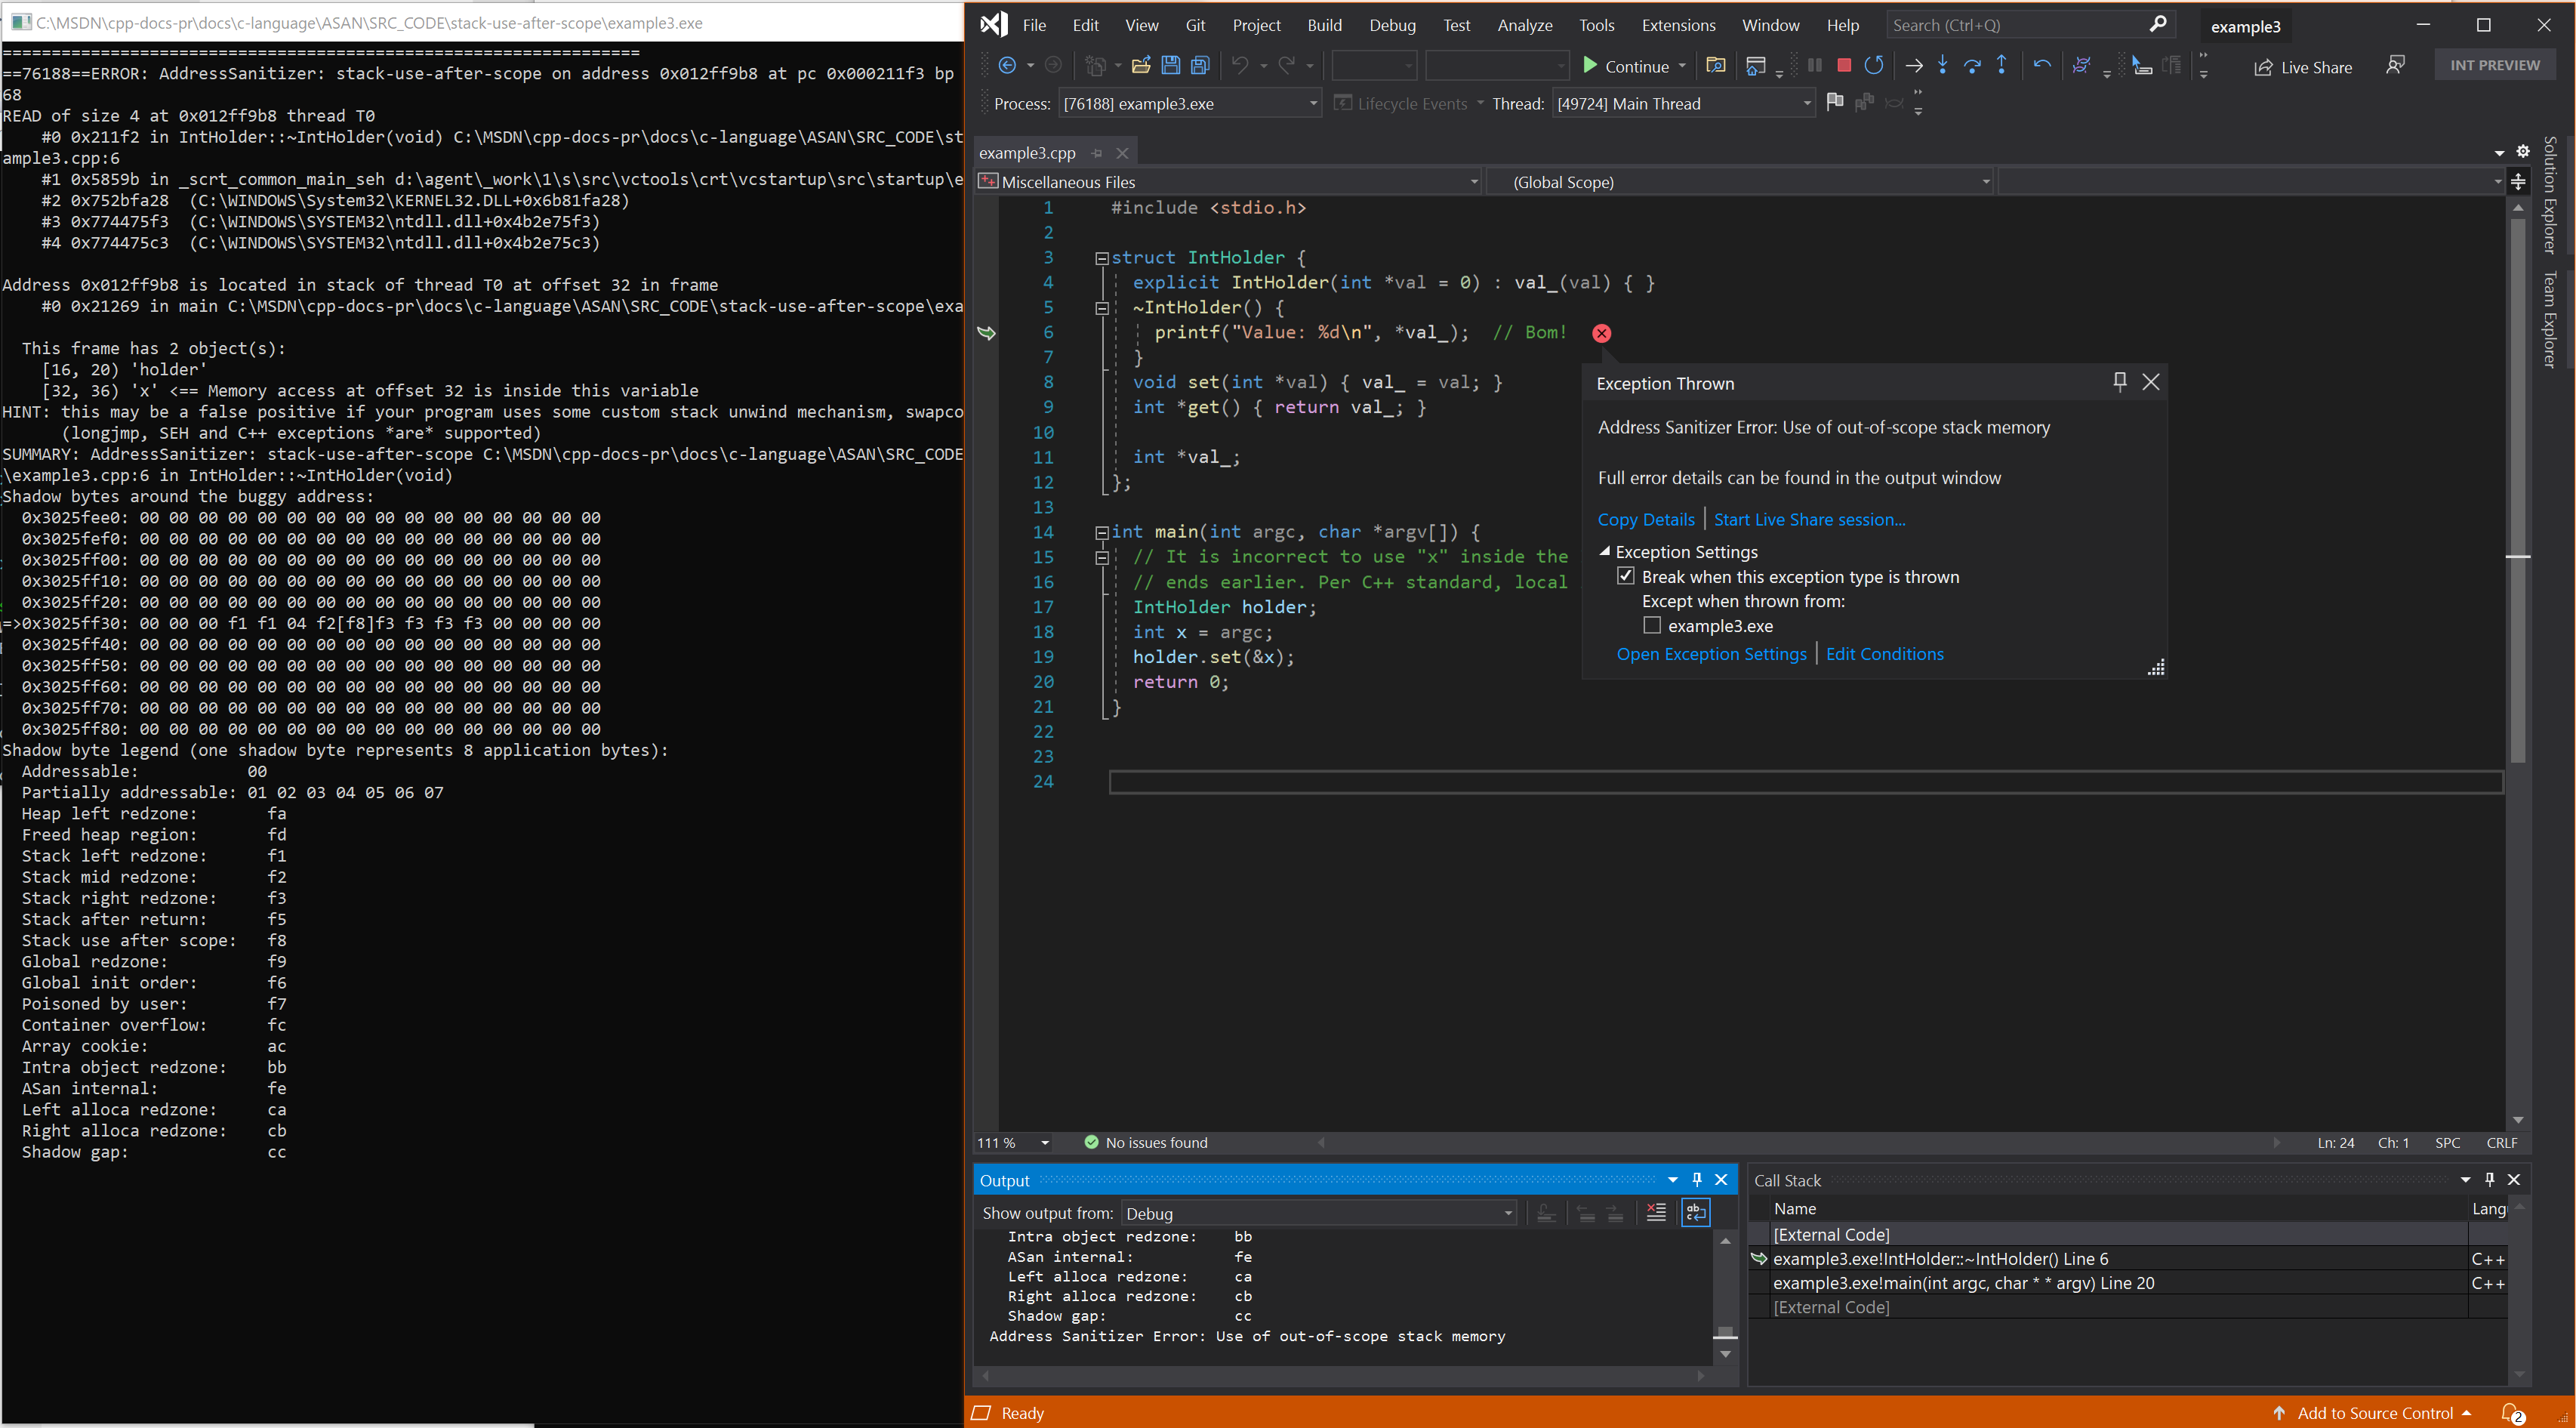 C:\MSDN\cpp-docs-pr\docs\c-language\ASAN\SRC_CODE\stack-use-after-scope\example3.exe
=================================================================
==76188==ERROR: AddressSanitizer: stack-use-after-scope on address 0x012ff9b8 at pc 0x000211f3 bp
68
READ of size 4 at 0x012ff9b8 thread T0
#0 0x211f2 in IntHolder::~IntHolder(void) C:\MSDN\cpp-docs-pr\docs\c-language\ASAN\SRC_CODE\st
ample3.cpp:6
#1 0x5859b in _scrt_common_main_seh d:\agent\_work\1\s\src\vctools\crt\vcstartup\src\startup\e
#2 0x752bfa28  (C:\WINDOWS\System32\KERNEL32.DLL+0x6b81fa28)
#3 0x774475f3  (C:\WINDOWS\SYSTEM32\ntdll.dll+0x4b2e75f3)
#4 0x774475c3  (C:\WINDOWS\SYSTEM32\ntdll.dll+0x4b2e75c3)
Address 0x012ff9b8 is located in stack of thread T0 at offset 32 in frame
#0 0x21269 in main C:\MSDN\cpp-docs-pr\docs\c-language\ASAN\SRC_CODE\stack-use-after-scope\exa
This frame has 2 object(s):
[16, 20) 'holder'
[32, 36) 'x' <== Memory access at offset 32 is inside this variable
HINT: this may be a false positive if your program uses some custom stack unwind mechanism, swapco
(longjmp, SEH and C++ exceptions *are* supported)
SUMMARY: AddressSanitizer: stack-use-after-scope C:\MSDN\cpp-docs-pr\docs\c-language\ASAN\SRC_CODE
\example3.cpp:6 in IntHolder::~IntHolder(void)
Shadow bytes around the buggy address:
0x3025fee0: 00 00 00 00 00 00 00 00 00 00 00 00 00 00 00 00
0x3025fef0: 00 00 00 00 00 00 00 00 00 00 00 00 00 00 00 00
0x3025ff00: 00 00 00 00 00 00 00 00 00 00 00 00 00 00 00 00
0x3025ff10: 00 00 00 00 00 00 00 00 00 00 00 00 00 00 00 00
0x3025ff20: 00 00 00 00 00 00 00 00 00 00 00 00 00 00 00 00
=>0x3025ff30: 00 00 00 f1 f1 04 f2[f8]f3 f3 f3 f3 00 00 00 00
0x3025ff40: 00 00 00 00 00 00 00 00 00 00 00 00 00 00 00 00
0x3025ff50: 00 00 00 00 00 00 00 00 00 00 00 00 00 00 00 00
0x3025ff60: 00 00 00 00 00 00 00 00 00 00 00 00 00 00 00 00
0x3025ff70: 00 00 00 00 00 00 00 00 00 00 00 00 00 00 00 00
0x3025ff80: 00 00 00 00 00 00 00 00 00 00 00 00 00 00 00 00
Shadow byte legend (one shadow byte represents 8 application bytes):
Addressable:           00
Partially addressable: 01 02 03 04 05 06 07
Heap left redzone:       fa
Freed heap region:       fd
Stack left redzone:      f1
Stack mid redzone:       f2
Stack right redzone:     f3
Stack after return:      f5
Stack use after scope:   f8
Global redzone:          f9
Global init order:       f6
Poisoned by user:        f7
Container overflow:      fc
Array cookie:            ac
Intra object redzone:    bb
ASan internal:           fe
Left alloca redzone:     ca
Right alloca redzone:    cb
Shadow gap:              cc
File Edit View Git Project Build Debug Test Analyze Tools Extensions Window Help Search (Ctrl+Q) example3
Continue Live Share INT PREVIEW
Process: [76188] example3.exe Lifecycle Events Thread: [49724] Main Thread
example3.cpp
Miscellaneous Files (Global Scope)
1 #include <stdio.h>
2
3 struct IntHolder {
4 explicit IntHolder(int *val = 0) : val_(val) { }
5 ~IntHolder() {
6 printf("Value: %d\n", *val_);  // Bom!
7 }
8 void set(int *val) { val_ = val; }
9 int *get() { return val_; }
10
11 int *val_;
12 };
13
14 int main(int argc, char *argv[]) {
15 // It is incorrect to use "x" inside the
16 // ends earlier. Per C++ standard, local
17 IntHolder holder;
18 int x = argc;
19 holder.set(&x);
20 return 0;
21 }
22
23
24
Exception Thrown
Address Sanitizer Error: Use of out-of-scope stack memory
Full error details can be found in the output window
Copy Details | Start Live Share session...
Exception Settings
Break when this exception type is thrown
Except when thrown from:
example3.exe
Open Exception Settings | Edit Conditions
Solution Explorer
Team Explorer
111 % No issues found Ln: 24 Ch: 1 SPC CRLF
Output
Show output from: Debug
Intra object redzone:    bb
ASan internal:           fe
Left alloca redzone:     ca
Right alloca redzone:    cb
Shadow gap:              cc
Address Sanitizer Error: Use of out-of-scope stack memory
Call Stack
Name Langu
[External Code]
example3.exe!IntHolder::~IntHolder() Line 6 C++
example3.exe!main(int argc, char * * argv) Line 20 C++
[External Code]
Ready Add to Source Control 2